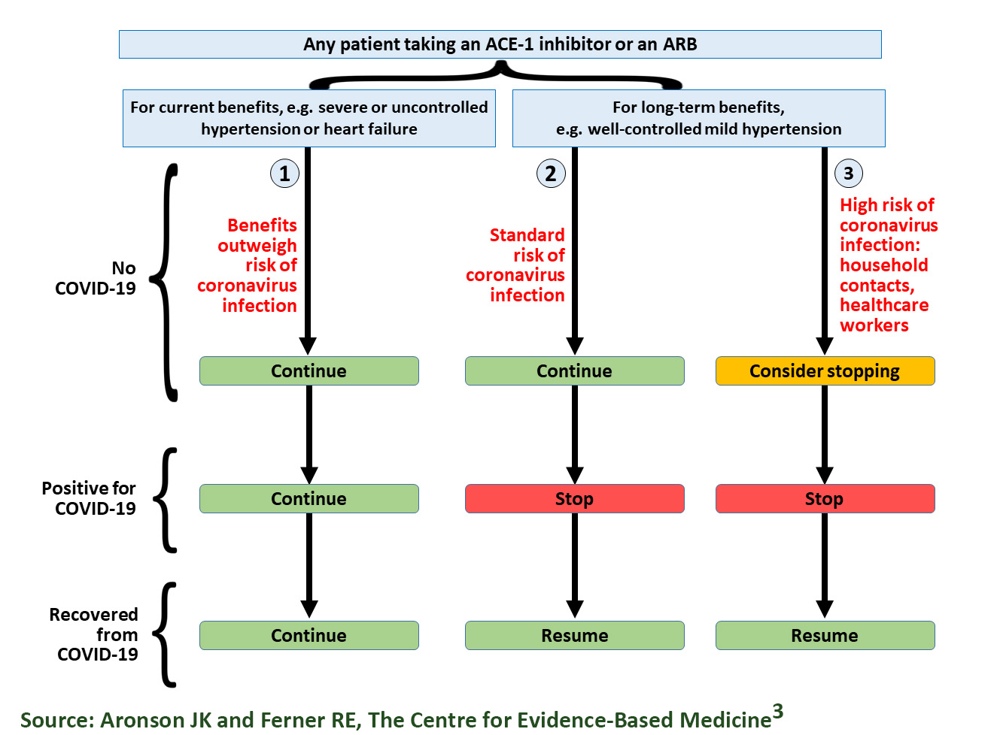 Any patient taking an ACE-1 inhibitor or an ARB
For current benefits, e.g. severe or uncontrolled
hypertension or heart failure
For long-term benefits,
e.g. well-controlled mild hypertension
1
2
3
No
COVID-19
Benefits
outweigh
risk of
coronavirus
infection
Standard
risk of
coronavirus
infection
High risk of
coronavirus
infection:
household
contacts,
healthcare
workers
Continue
Continue
Consider stopping
Positive for
COVID-19
Continue
Stop
Stop
Recovered
from
COVID-19
Continue
Resume
Resume
Source: Aronson JK and Ferner RE, The Centre for Evidence-Based Medicine3